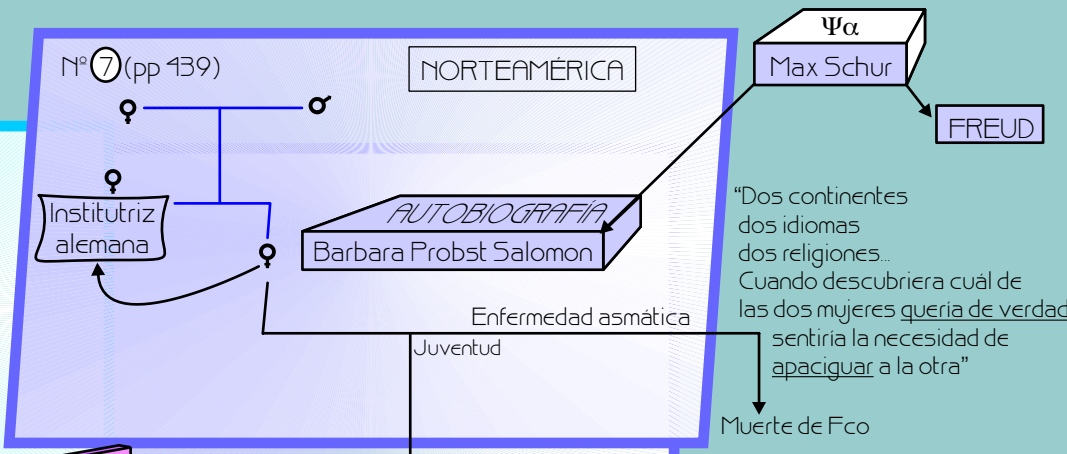 Nº 7 (pp 439)
NORTEAMÉRICA
Ψα
Max Schur
FREUD
Institutriz
alemana
AUTOBIOGRAFÍA
Barbara Probst Salomon
“Dos continentes
dos idiomas
dos religiones...
Cuando descubriera cuál de
las dos mujeres quería de verdad
sentiría la necesidad de
apaciguar a la otra”
Enfermedad asmática
Juventud
Muerte de Fco